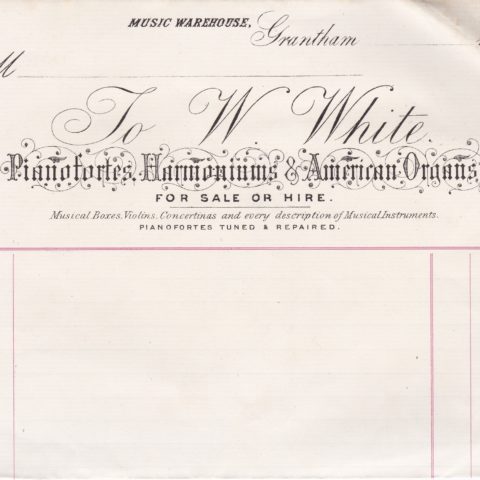 MUSIC WAREHOUSE,
Grantham
M
To W. White.
Pianofortes, Harmoniums & American Organs
FOR SALE OR HIRE.
Musical Boxes, Violins, Concertinas and every description of Musical Instruments.
PIANOFORTES TUNED & REPAIRED.